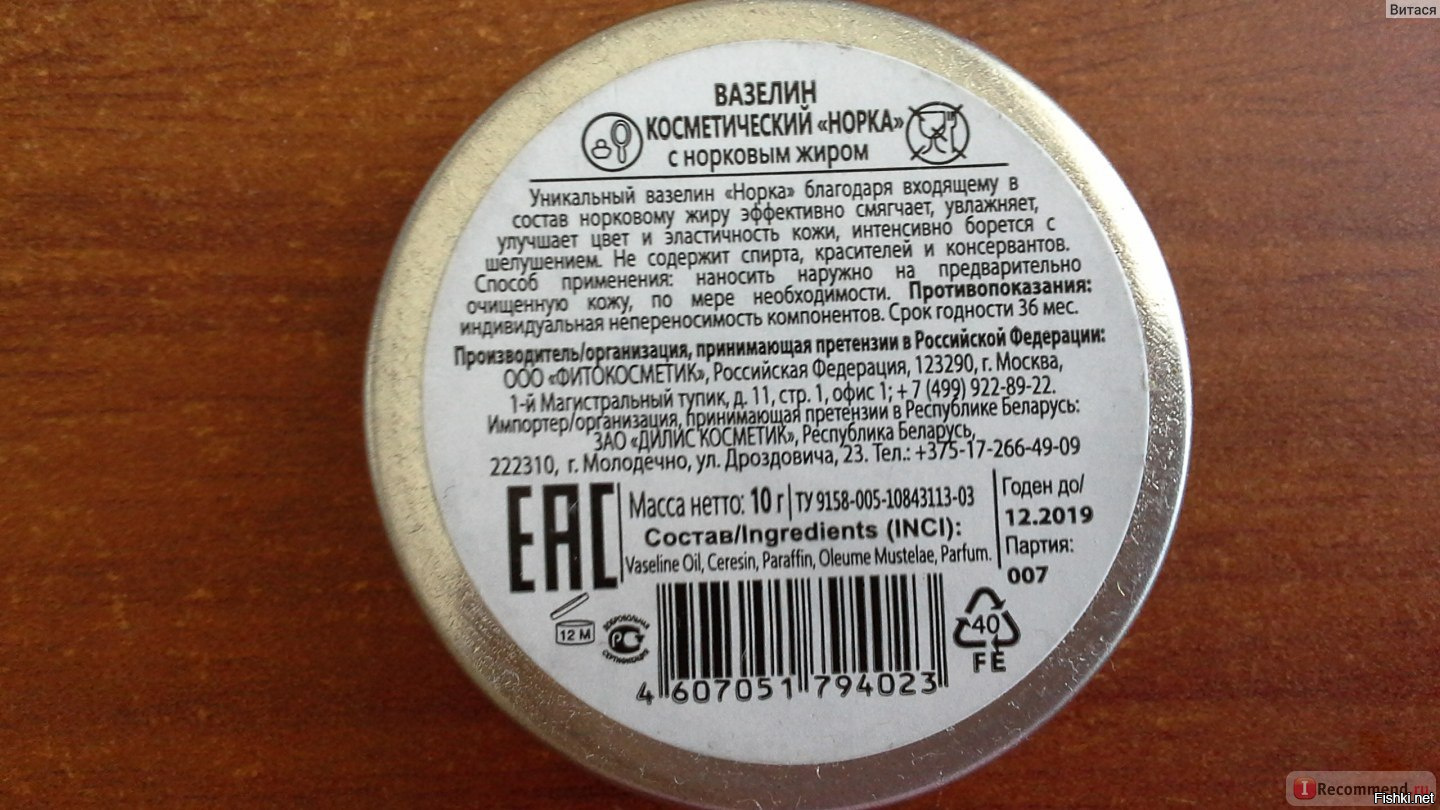 Витася
ВАЗЕЛИН
КОСМЕТИЧЕСКИЙ «НОРКА»
с норковым жиром
Уникальный вазелин «Норка» благодаря входящему в
состав норковому жиру эффективно смягчает, увлажняет,
улучшает цвет и эластичность кожи, интенсивно борется с
шелушением. Не содержит спирта, красителей и консервантов.
Способ применения: наносить наружно на предварительно
очищенную кожу, по мере необходимости. Противопоказания:
индивидуальная непереносимость компонентов. Срок годности 36 мес.
Производитель/организация, принимающая претензии в Российской Федерации:
ООО «ФИТОКОСМЕТИК», Российская Федерация, 123290, г. Москва,
1-й Магистральный тупик, д. 11, стр. 1, офис 1; + 7 (499) 922-89-22.
Импортер/организация, принимающая претензии в Республике Беларусь:
ЗАО «ДИЛИС КОСМЕТИК», Республика Беларусь,
222310, г. Молодечно, ул. Дроздовича, 23. Тел.: +375-17-266-49-09
EAC
Масса нетто: 10 г | ТУ 9158-005-10843113-03
Состав/Ingredients (INCI):
Vaseline Oil, Ceresin, Paraffin, Oleume Mustelae, Parfum.
Годен до/
12.2019
Партия:
007
12 M
ДОБРОВОЛЬНАЯ
СЕРТИФИКАЦИЯ
4 607051 794023
40
FE
IRecommend.ru
Fishki.net